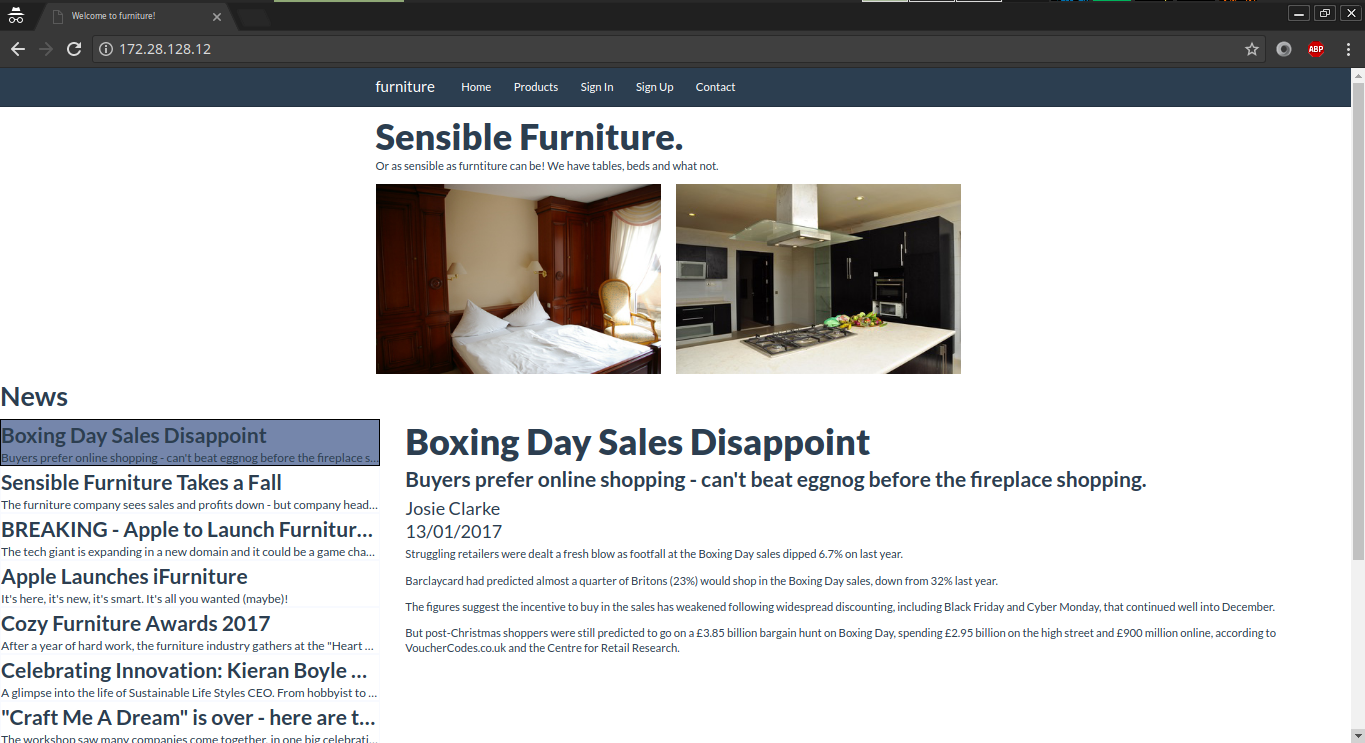 Welcome to furniture!
172.28.128.12
ABP
furniture Home Products Sign In Sign Up Contact
Sensible Furniture.
Or as sensible as furntiture can be! We have tables, beds and what not.
News
Boxing Day Sales Disappoint
Buyers prefer online shopping - can't beat eggnog before the fireplace s...
Sensible Furniture Takes a Fall
The furniture company sees sales and profits down - but company head...
BREAKING - Apple to Launch Furnitur...
The tech giant is expanding in a new domain and it could be a game cha...
Apple Launches iFurniture
It's here, it's new, it's smart. It's all you wanted (maybe)!
Cozy Furniture Awards 2017
After a year of hard work, the furniture industry gathers at the "Heart ...
Celebrating Innovation: Kieran Boyle ...
A glimpse into the life of Sustainable Life Styles CEO. From hobbyist to ...
"Craft Me A Dream" is over - here are t...
The workshop saw many companies come together, in one big celebrati...
Boxing Day Sales Disappoint
Buyers prefer online shopping - can't beat eggnog before the fireplace shopping.
Josie Clarke
13/01/2017
Struggling retailers were dealt a fresh blow as footfall at the Boxing Day sales dipped 6.7% on last year.
Barclaycard had predicted almost a quarter of Britons (23%) would shop in the Boxing Day sales, down from 32% last year.
The figures suggest the incentive to buy in the sales has weakened following widespread discounting, including Black Friday and Cyber Monday, that continued well into December.
But post-Christmas shoppers were still predicted to go on a £3.85 billion bargain hunt on Boxing Day, spending £2.95 billion on the high street and £900 million online, according to
VoucherCodes.co.uk and the Centre for Retail Research.